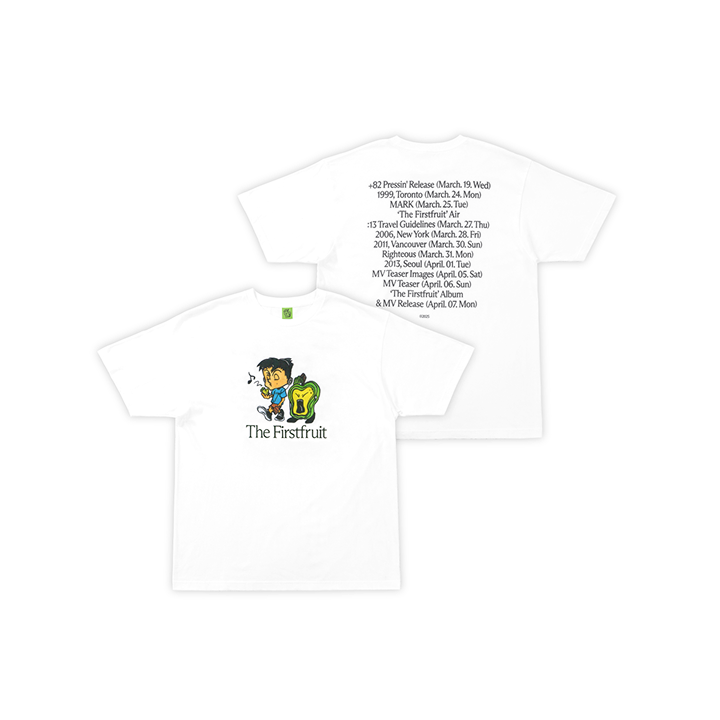 +82 Pressin' Release (March. 19. Wed)
1999, Toronto (March. 24. Mon)
MARK (March. 25. Tue)
'The Firstfruit' Air
:13 Travel Guidelines (March. 27. Thu)
2006, New York (March. 28. Fri)
2011, Vancouver (March. 30. Sun)
Righteous (March. 31. Mon)
2013, Seoul (April. 01. Tue)
MV Teaser Images (April. 05. Sat)
MV Teaser (April. 06. Sun)
'The Firstfruit' Album
& MV Release (April. 07. Mon)
The Firstfruit